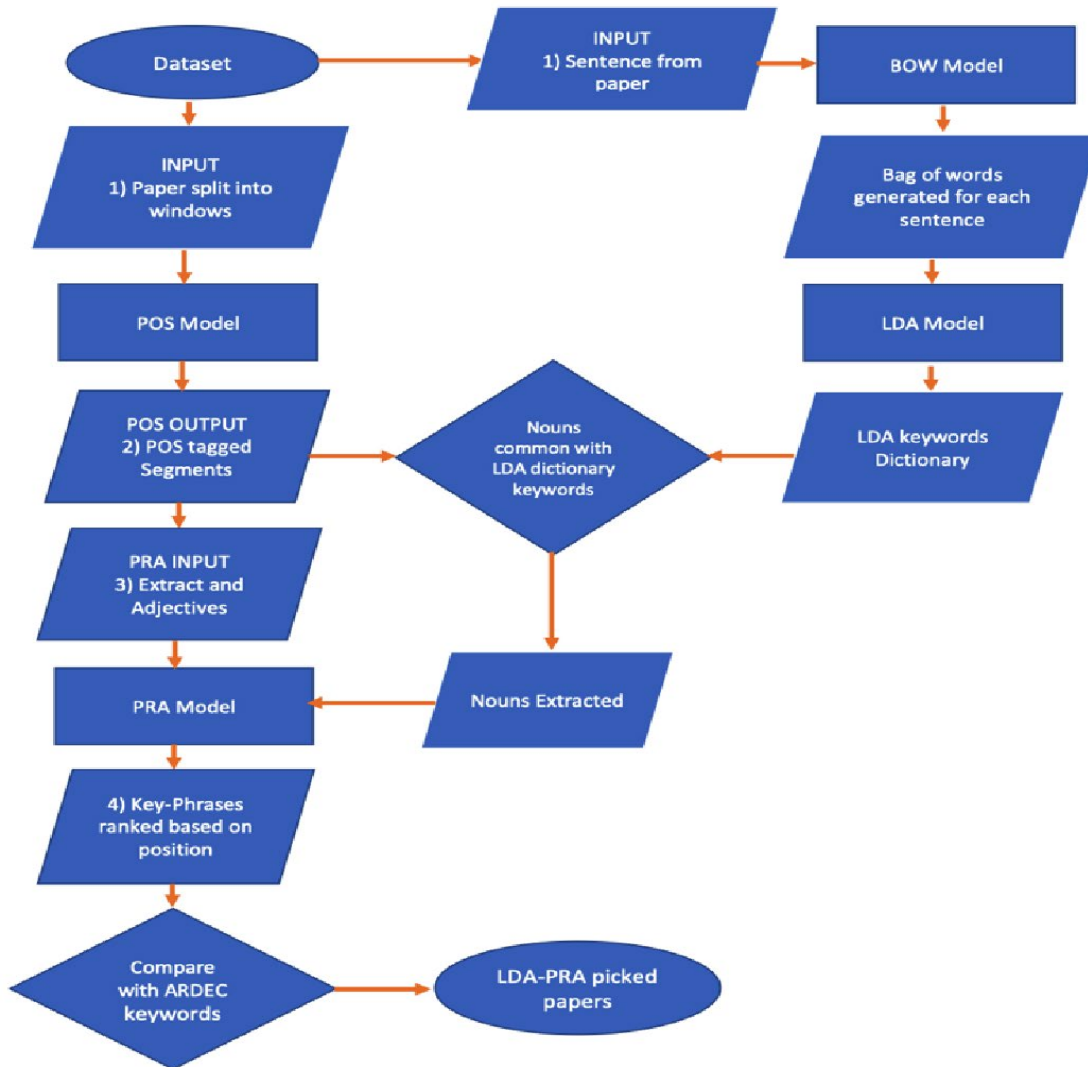 Dataset
INPUT
1) Sentence from
paper
BOW Model
INPUT
1) Paper split into
windows
Bag of words
generated for each
sentence
POS Model
LDA Model
POS OUTPUT
2) POS tagged
Segments
Nouns
common with
LDA dictionary
keywords
LDA keywords
Dictionary
PRA INPUT
3) Extract and
Adjectives
PRA Model
Nouns Extracted
4) Key-Phrases
ranked based on
position
Compare
with ARDEC
keywords
LDA-PRA picked
papers